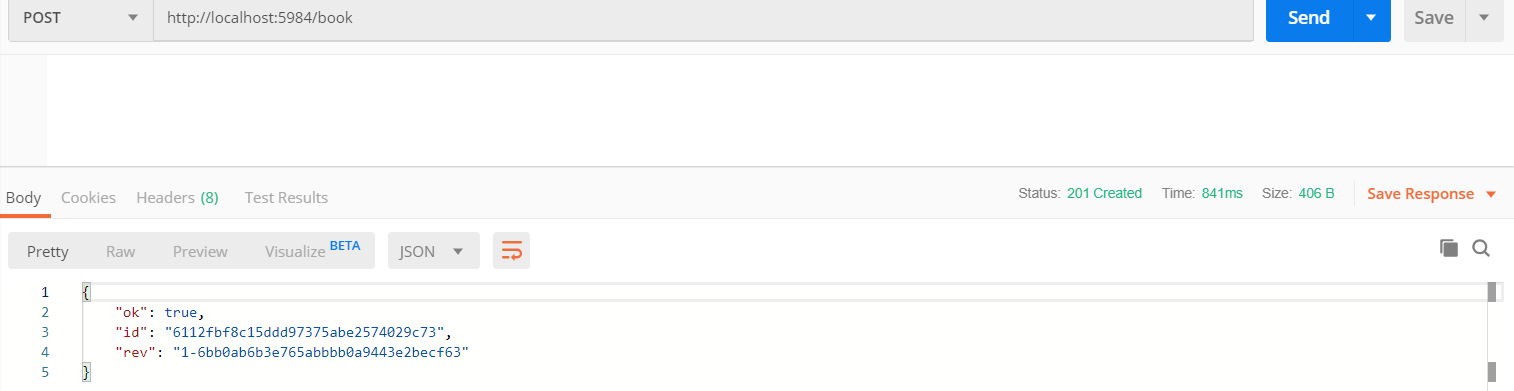 POST http://localhost:5984/book Send Save
Body Cookies Headers (8) Test Results Status: 201 Created Time: 841ms Size: 406 B Save Response
Pretty Raw Preview Visualize BETA JSON
1 {
2 "ok": true,
3 "id": "6112fbf8c15ddd97375abe2574029c73",
4 "rev": "1-6bb0ab6b3e765abbbb0a9443e2becf63"
5 }